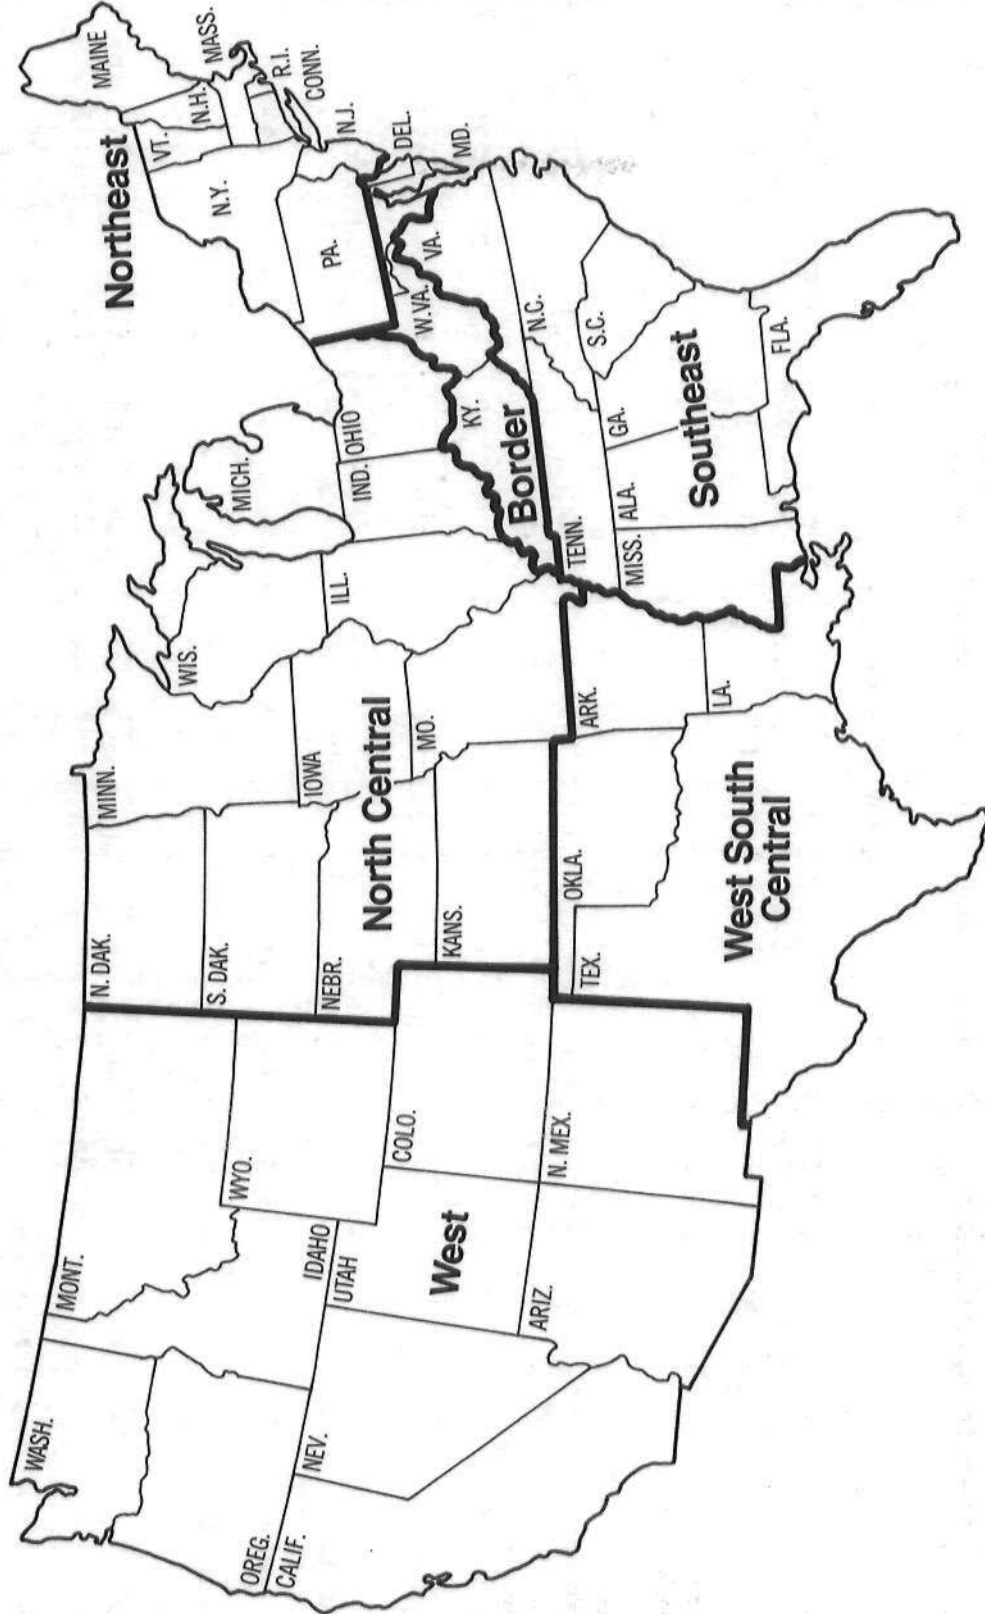 WASH.
OREG.
CALIF.
NEV.
IDAHO
UTAH
ARIZ.
MONT.
WYO.
COLO.
N. MEX.
West
N. DAK.
S. DAK.
NEBR.
KANS.
North Central
MINN.
IOWA
MO.
WIS.
ILL.
MICH.
IND.
OHIO
TEX.
OKLA.
ARK.
LA.
West South
Central
KY.
W.VA.
Border
TENN.
MISS.
ALA.
GA.
FLA.
S.C.
N.C.
VA.
Southeast
MD.
DEL.
Northeast
PA.
N.J.
N.Y.
CONN.
R.I.
MASS.
VT.
N.H.
MAINE